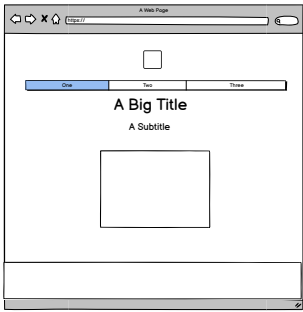 A Web Page
https://
One Two Three
A Big Title
A Subtitle